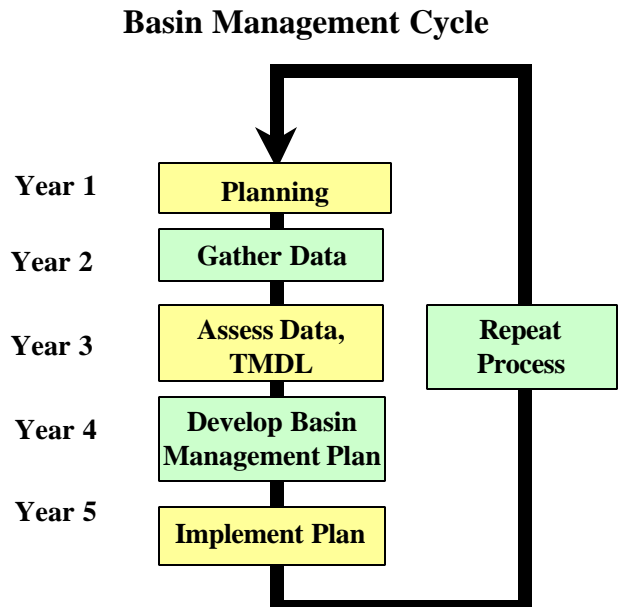 Basin Management Cycle
Year 1
Planning
Year 2
Gather Data
Year 3
Assess Data,
TMDL
Repeat
Process
Year 4
Develop Basin
Management Plan
Year 5
Implement Plan